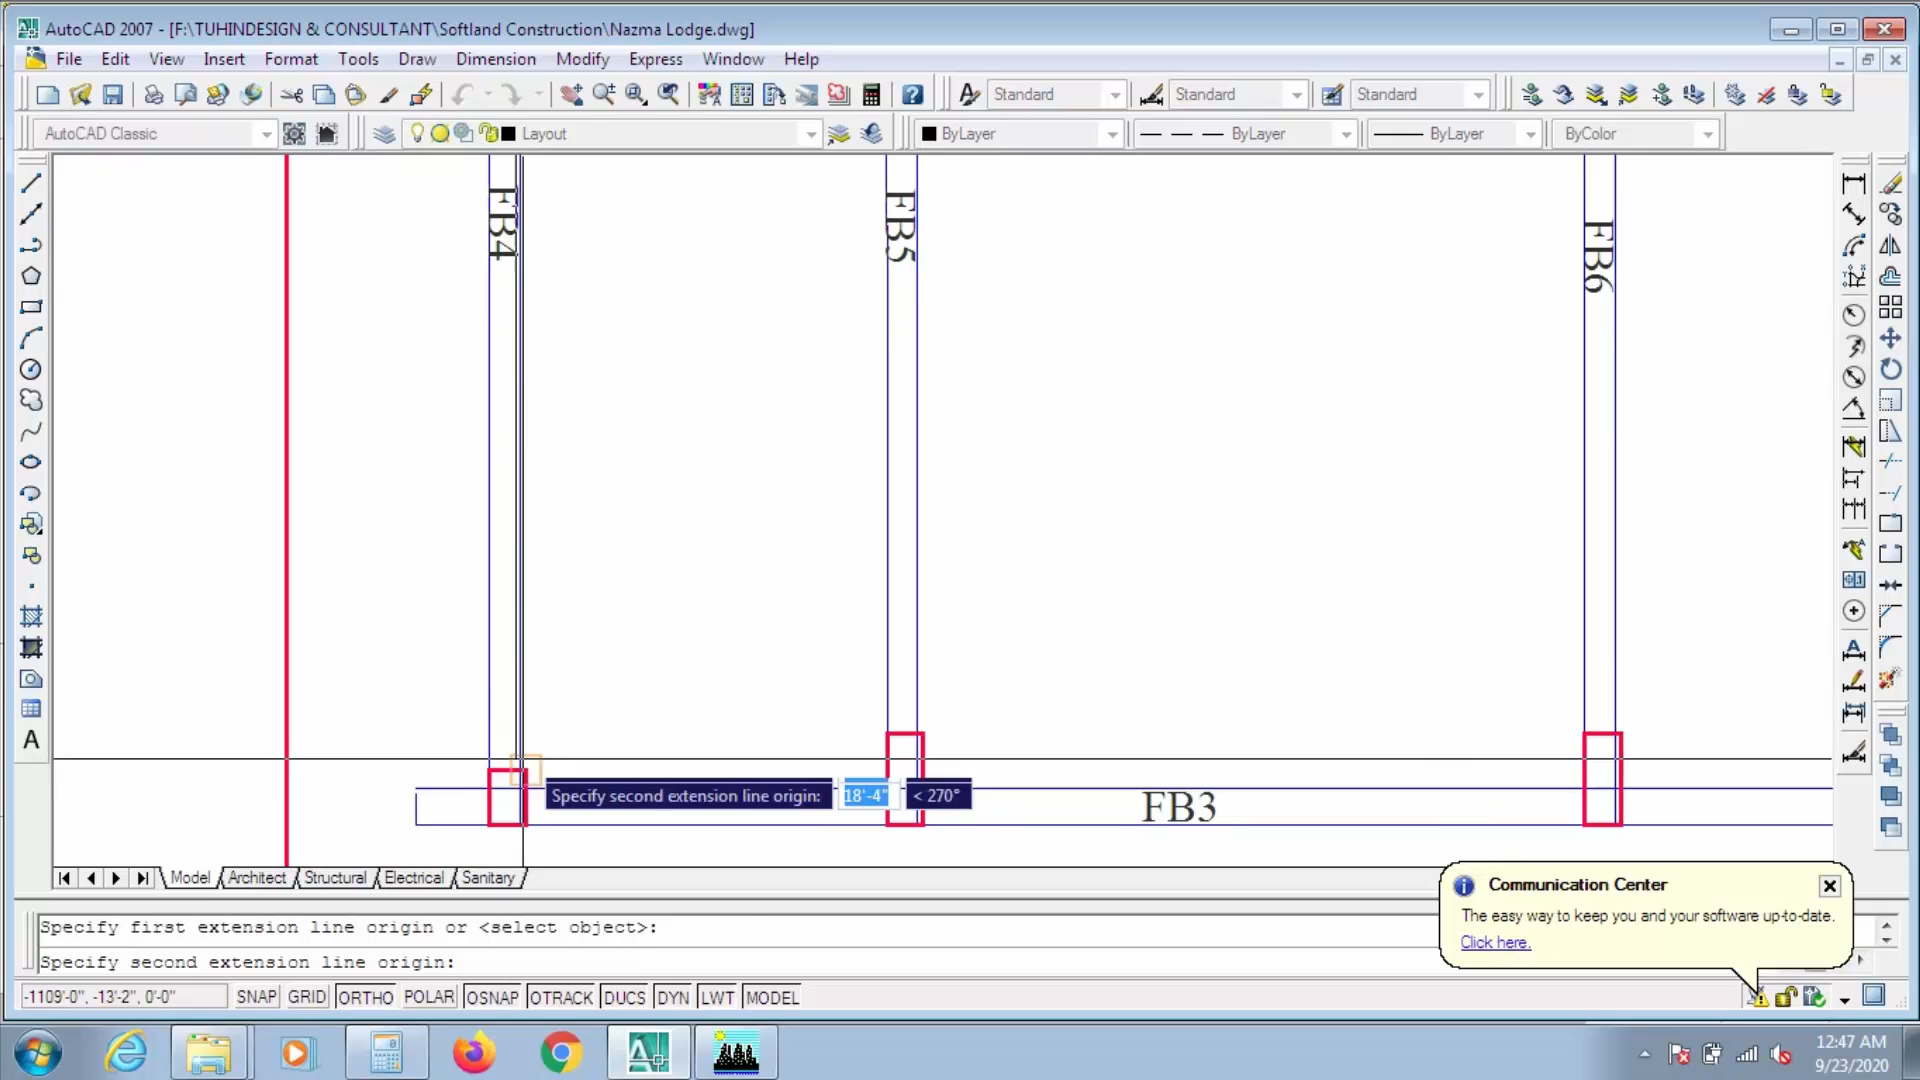 AutoCAD 2007 - [F:\TUHINDESIGN & CONSULTANT\Softland Construction\Nazma Lodge.dwg]
File Edit View Insert Format Tools Draw Dimension Modify Express Window Help
Standard Standard Standard
AutoCAD Classic Layout ByLayer ByLayer ByLayer ByColor
FB4 FB5 FB6
Specify second extension line origin: 18'-4" < 270°
FB3
Model Architect Structural Electrical Sanitary
Communication Center
The easy way to keep you and your software up-to-date.
Click here.
Specify first extension line origin or <select object>:
Specify second extension line origin:
-1109'-0", -13'-2", 0'-0" SNAP GRID ORTHO POLAR OSNAP OTRACK DUCS DYN LWT MODEL
12:47 AM
9/23/2020